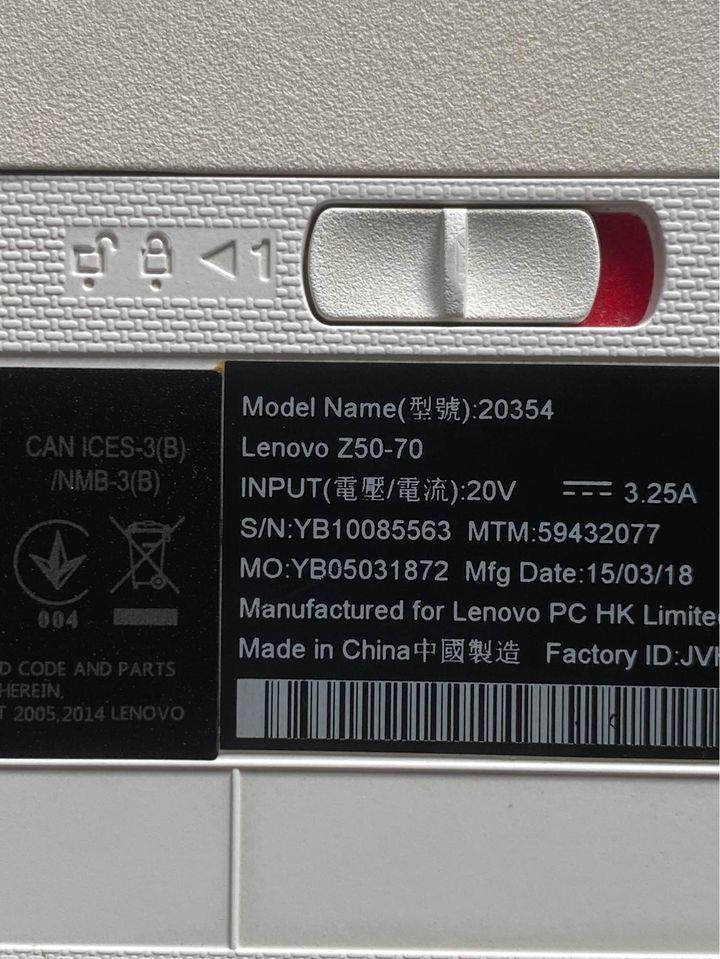 1
CAN ICES-3(B)
/NMB-3(B)
004
D CODE AND PARTS
HEREIN,
T 2005,2014 LENOVO
Model Name(型號):20354
Lenovo Z50-70
INPUT(電壓/電流):20V ⎓ 3.25A
S/N:YB10085563 MTM:59432077
MO:YB05031872 Mfg Date:15/03/18
Manufactured for Lenovo PC HK Limite
Made in China中國製造 Factory ID:JV